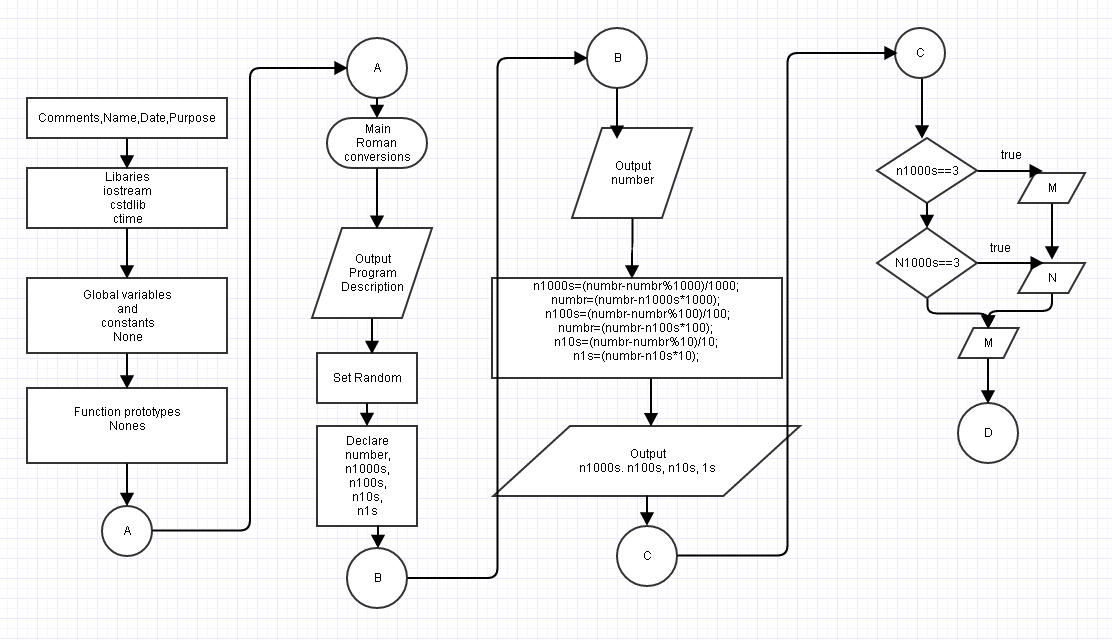 Comments,Name,Date,Purpose
Libaries
iostream
cstdlib
ctime
Global variables
and
constants
None
Function prototypes
Nones
A
A
Main
Roman
conversions
Output
Program
Description
Set Random
Declare
number,
n1000s,
n100s,
n10s,
n1s
B
B
Output
number
n1000s=(numbr-numbr%1000)/1000;
numbr=(numbr-n1000s*1000);
n100s=(numbr-numbr%100)/100;
numbr=(numbr-n100s*100);
n10s=(numbr-numbr%10)/10;
n1s=(numbr-n10s*10);
Output
n1000s. n100s, n10s, 1s
C
C
n1000s==3
true
M
N1000s==3
true
N
M
D